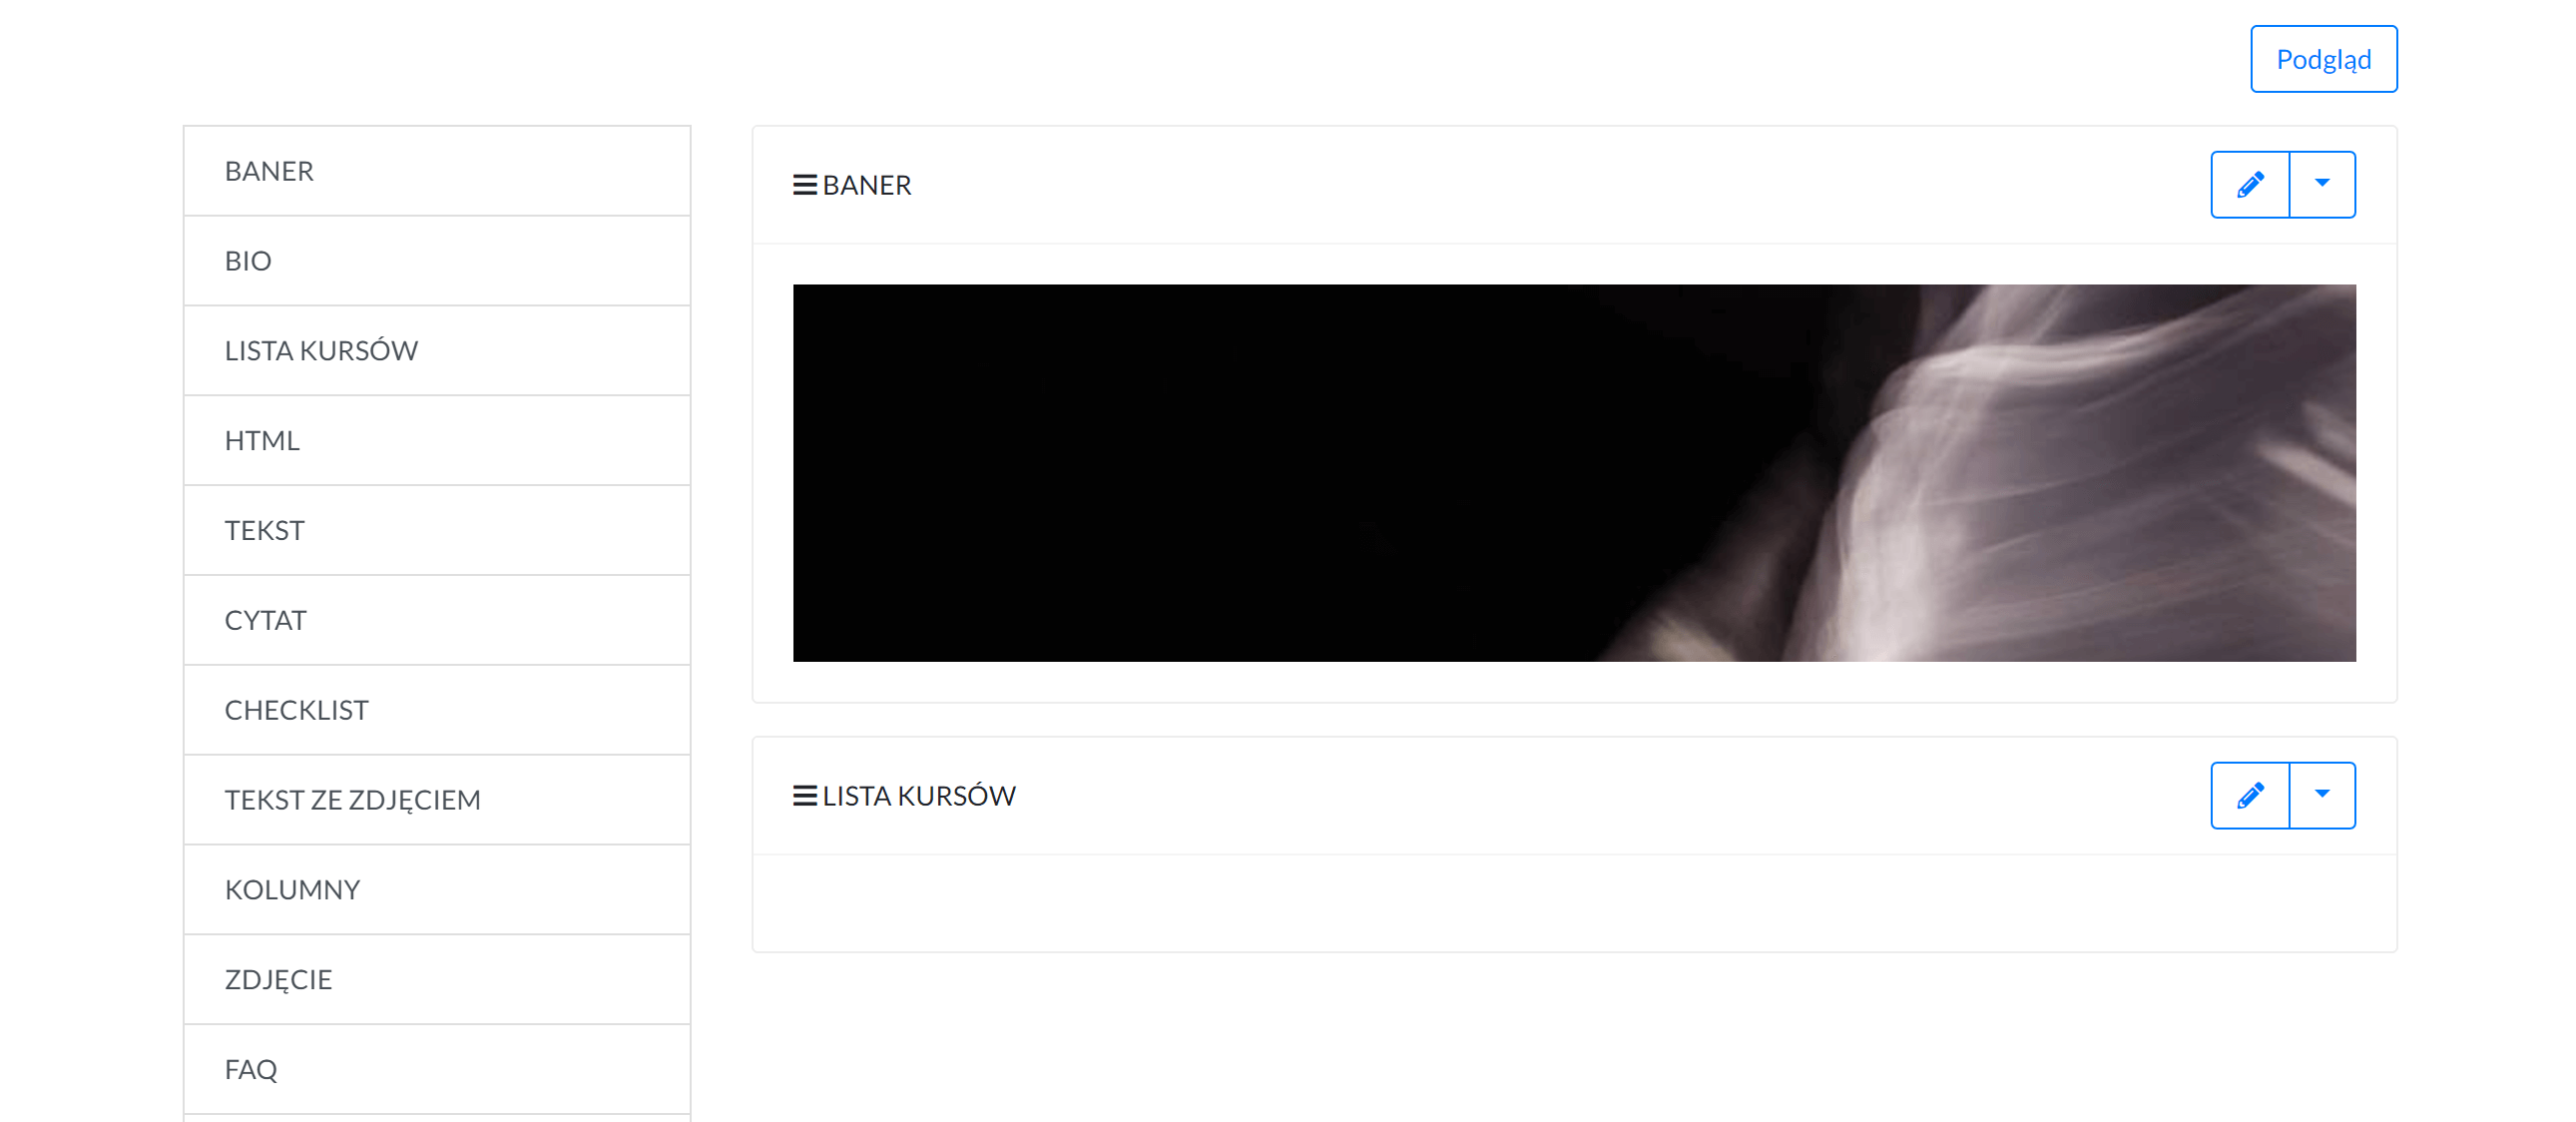 Podgląd
BANER
BIO
LISTA KURSÓW
HTML
TEKST
CYTAT
CHECKLIST
TEKST ZE ZDJĘCIEM
KOLUMNY
ZDJĘCIE
FAQ
BANER
LISTA KURSÓW